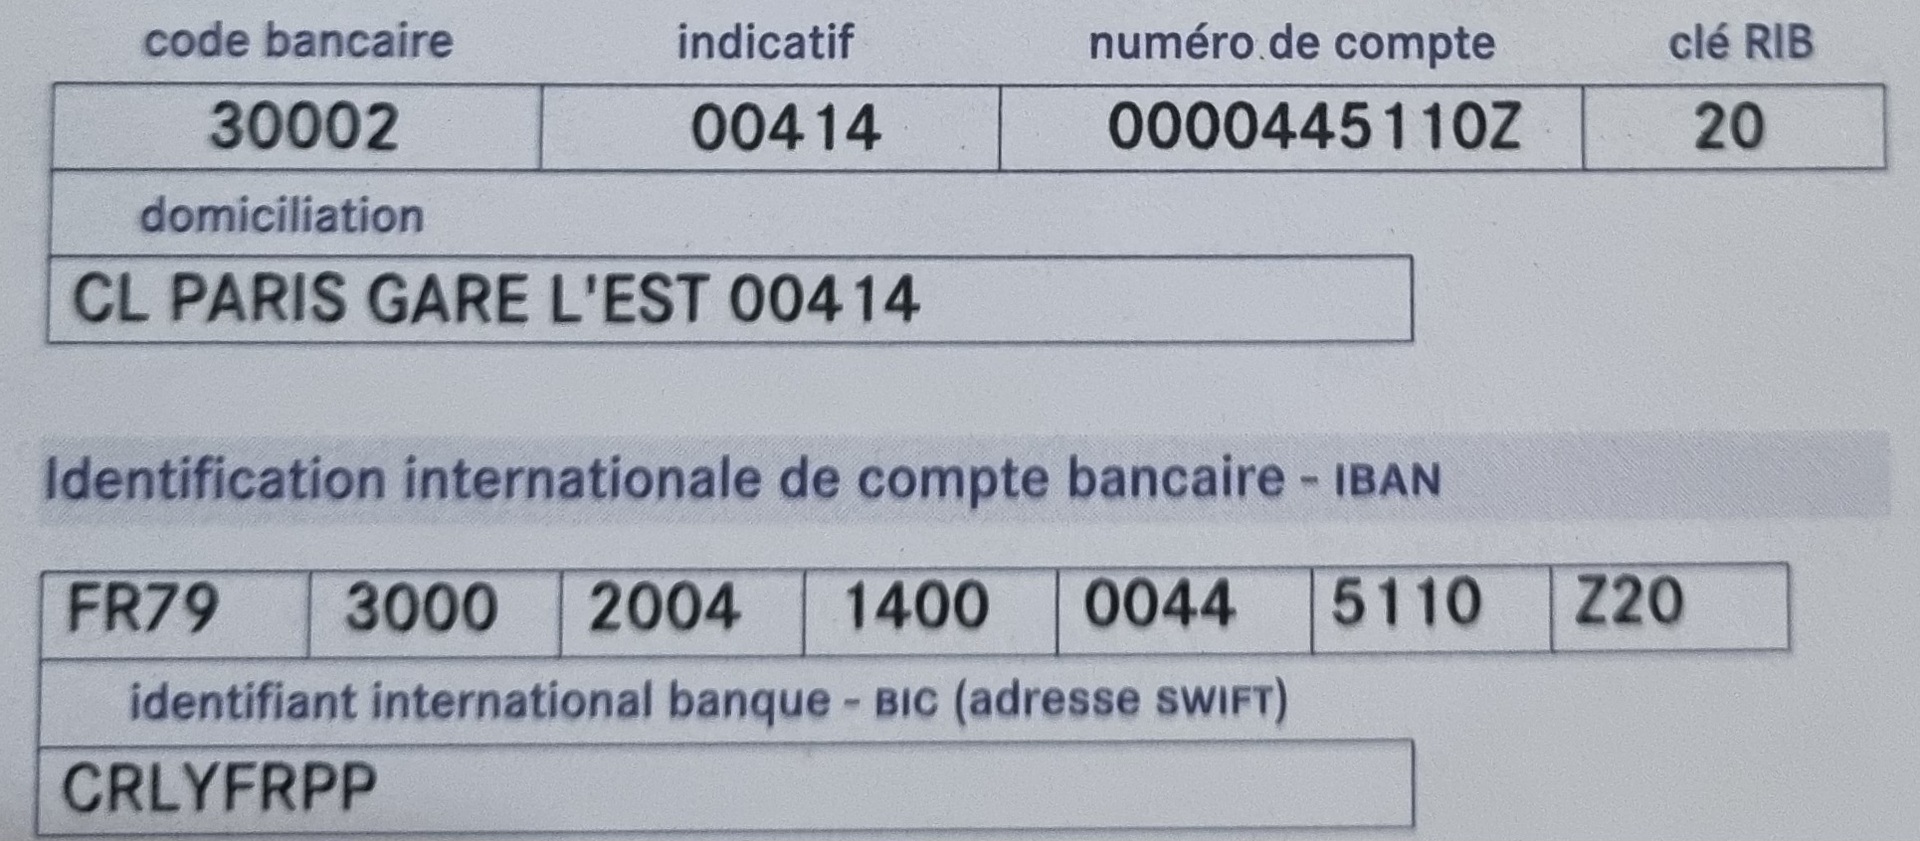 code bancaire indicatif numéro de compte clé RIB
30002 00414 0000445110Z 20
domiciliation
CL PARIS GARE L'EST 00414
Identification internationale de compte bancaire - IBAN
FR79 3000 2004 1400 0044 5110 Z20
identifiant international banque - BIC (adresse SWIFT)
CRLYFRPP